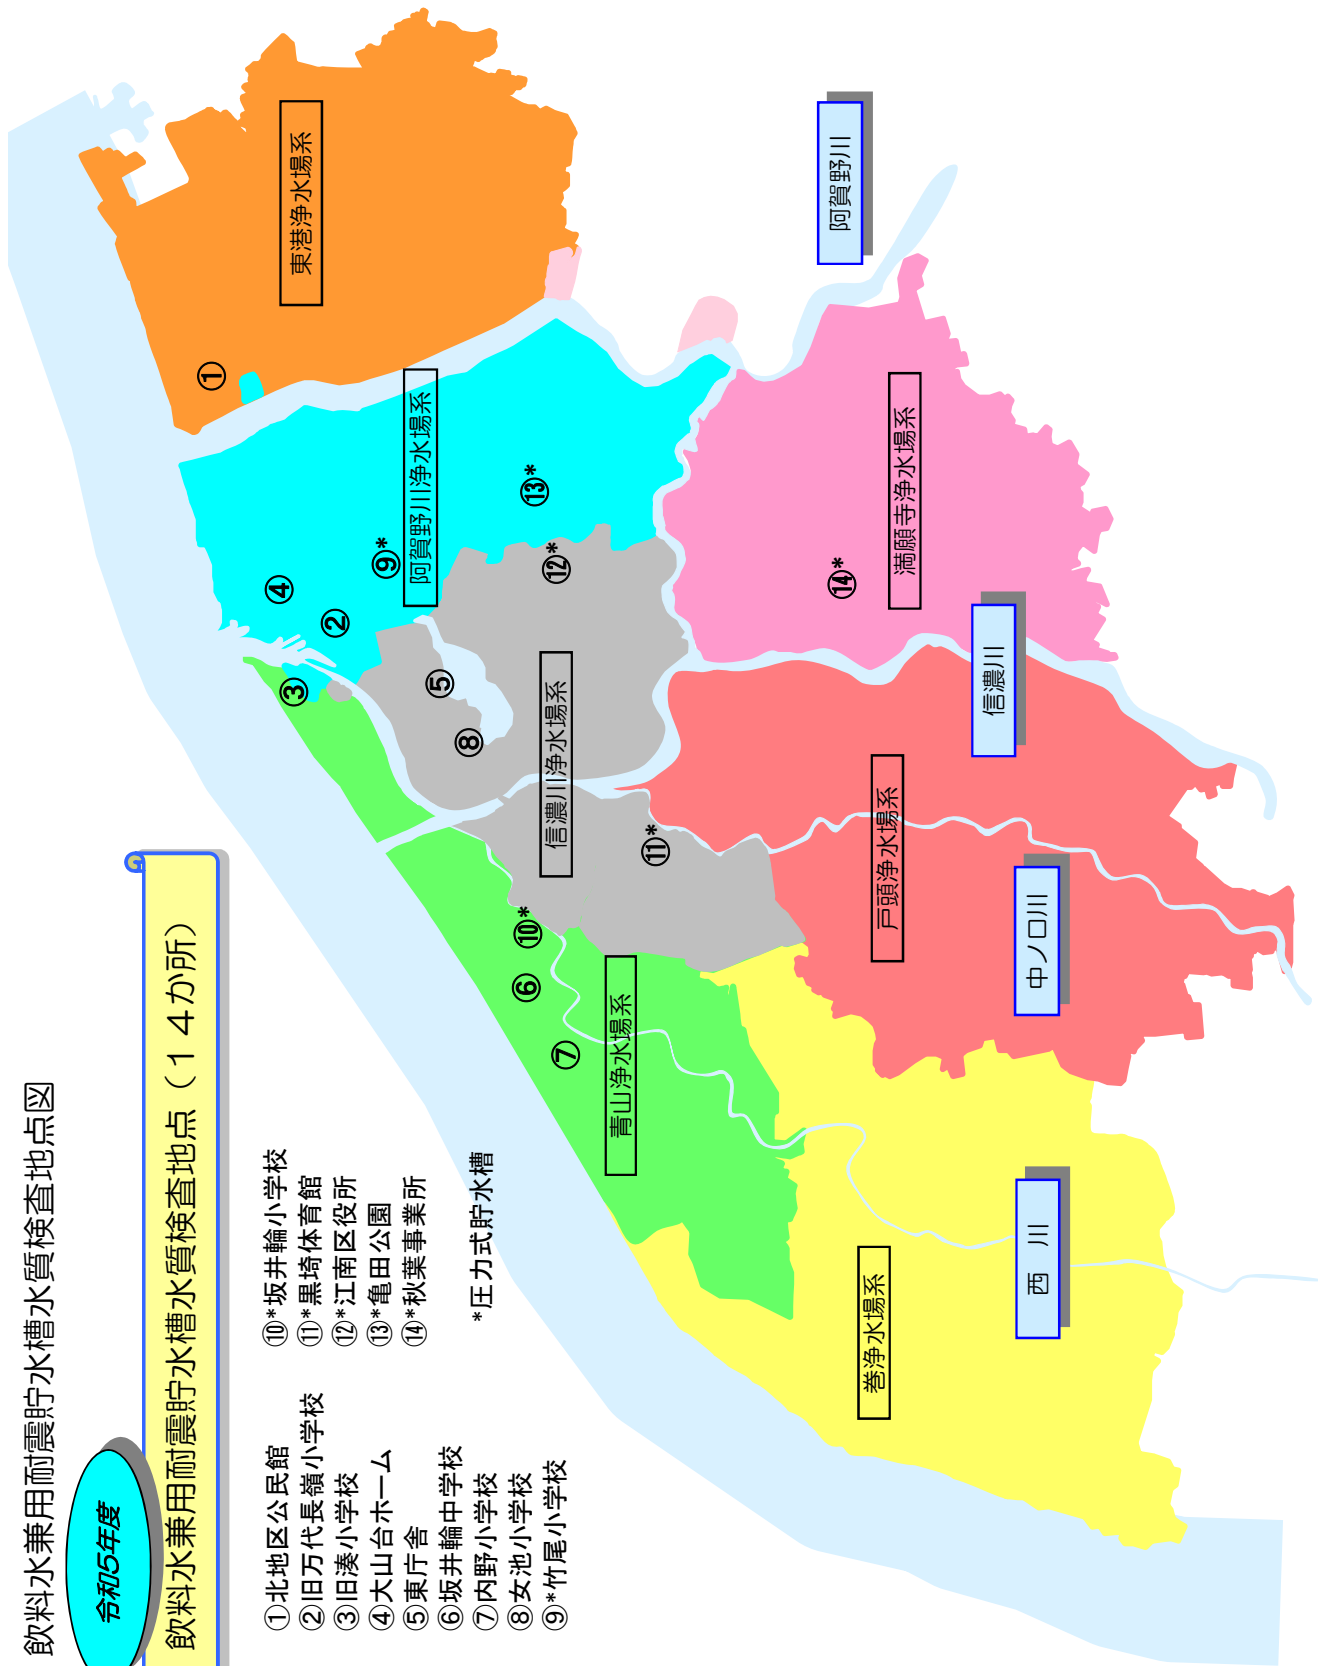 飲料水兼用耐震貯水槽水質検査地点図
令和5年度
飲料水兼用耐震貯水槽水質検査地点（１４か所）
①北地区公民館
②旧万代長嶺小学校
③旧湊小学校
④大山台ホーム
⑤東庁舎
⑥坂井輪中学校
⑦内野小学校
⑧女池小学校
⑨*竹尾小学校
⑩*坂井輪小学校
⑪*黒埼体育館
⑫*江南区役所
⑬*亀田公園
⑭*秋葉事業所
*圧力式貯水槽
③
④
②
①
⑨*
阿賀野川浄水場系
東港浄水場系
⑧
⑤
⑫*
⑬*
⑦
⑥
⑩*
青山浄水場系
信濃川浄水場系
⑪*
⑭*
満願寺浄水場系
阿賀野川
巻浄水場系
戸頭浄水場系
信濃川
西　川
中ノ口川